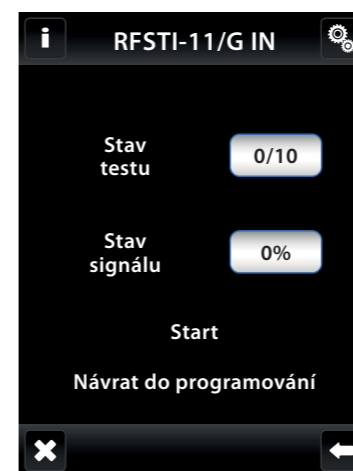 i RFSTI-11/G IN
Stav
testu
0/10
Stav
signálu
0%
Start
Návrat do programování